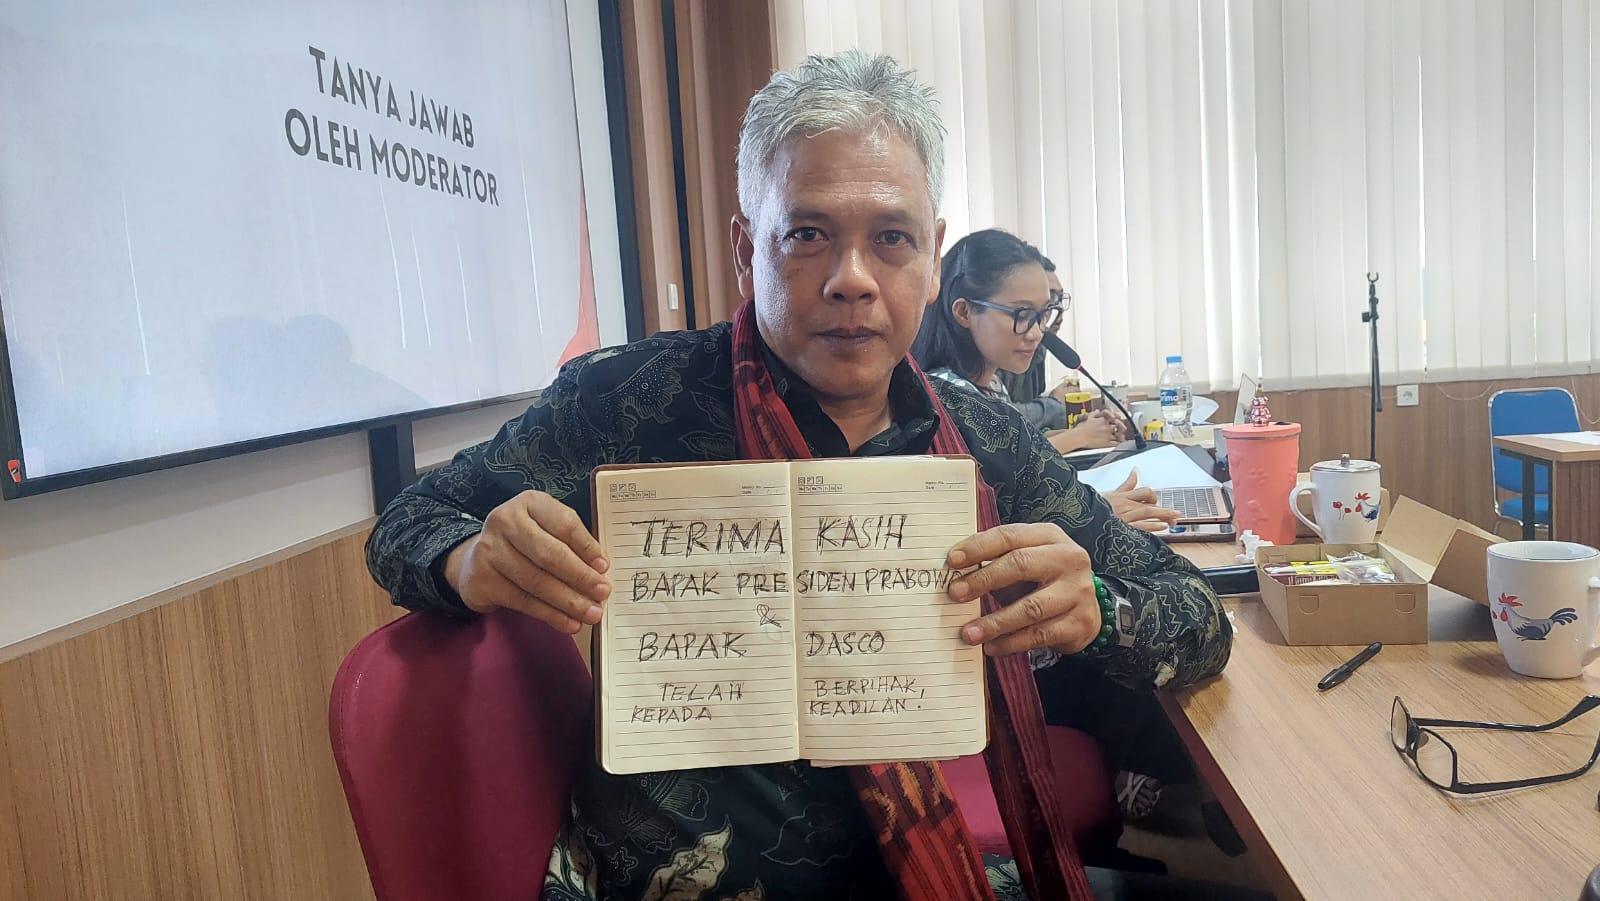 TANYA JAWAB
OLEH MODERATOR
TERIMA KASIH
BAPAK PRESIDEN PRABOWO
&
BAPAK DASCO
TELAH BERPIHAK,
KEPADA KEADILAN.